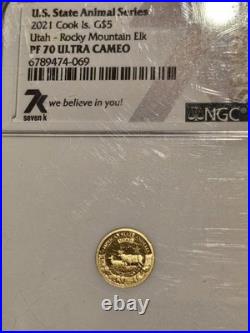 U.S. State Animal Series
2021 Cook Is. G$5
Utah - Rocky Mountain Elk
PF 70 ULTRA CAMEO
6789474-069
7k
seven k
we believe in you!
NGC